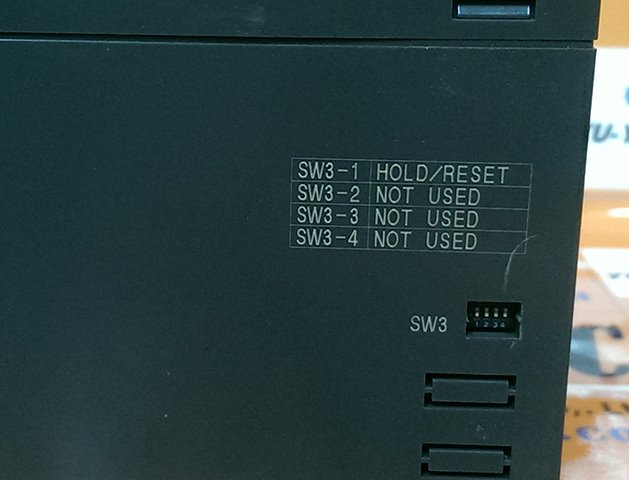 SW3-1 HOLD/RESET
SW3-2 NOT USED
SW3-3 NOT USED
SW3-4 NOT USED
SW3
1 2 3 4